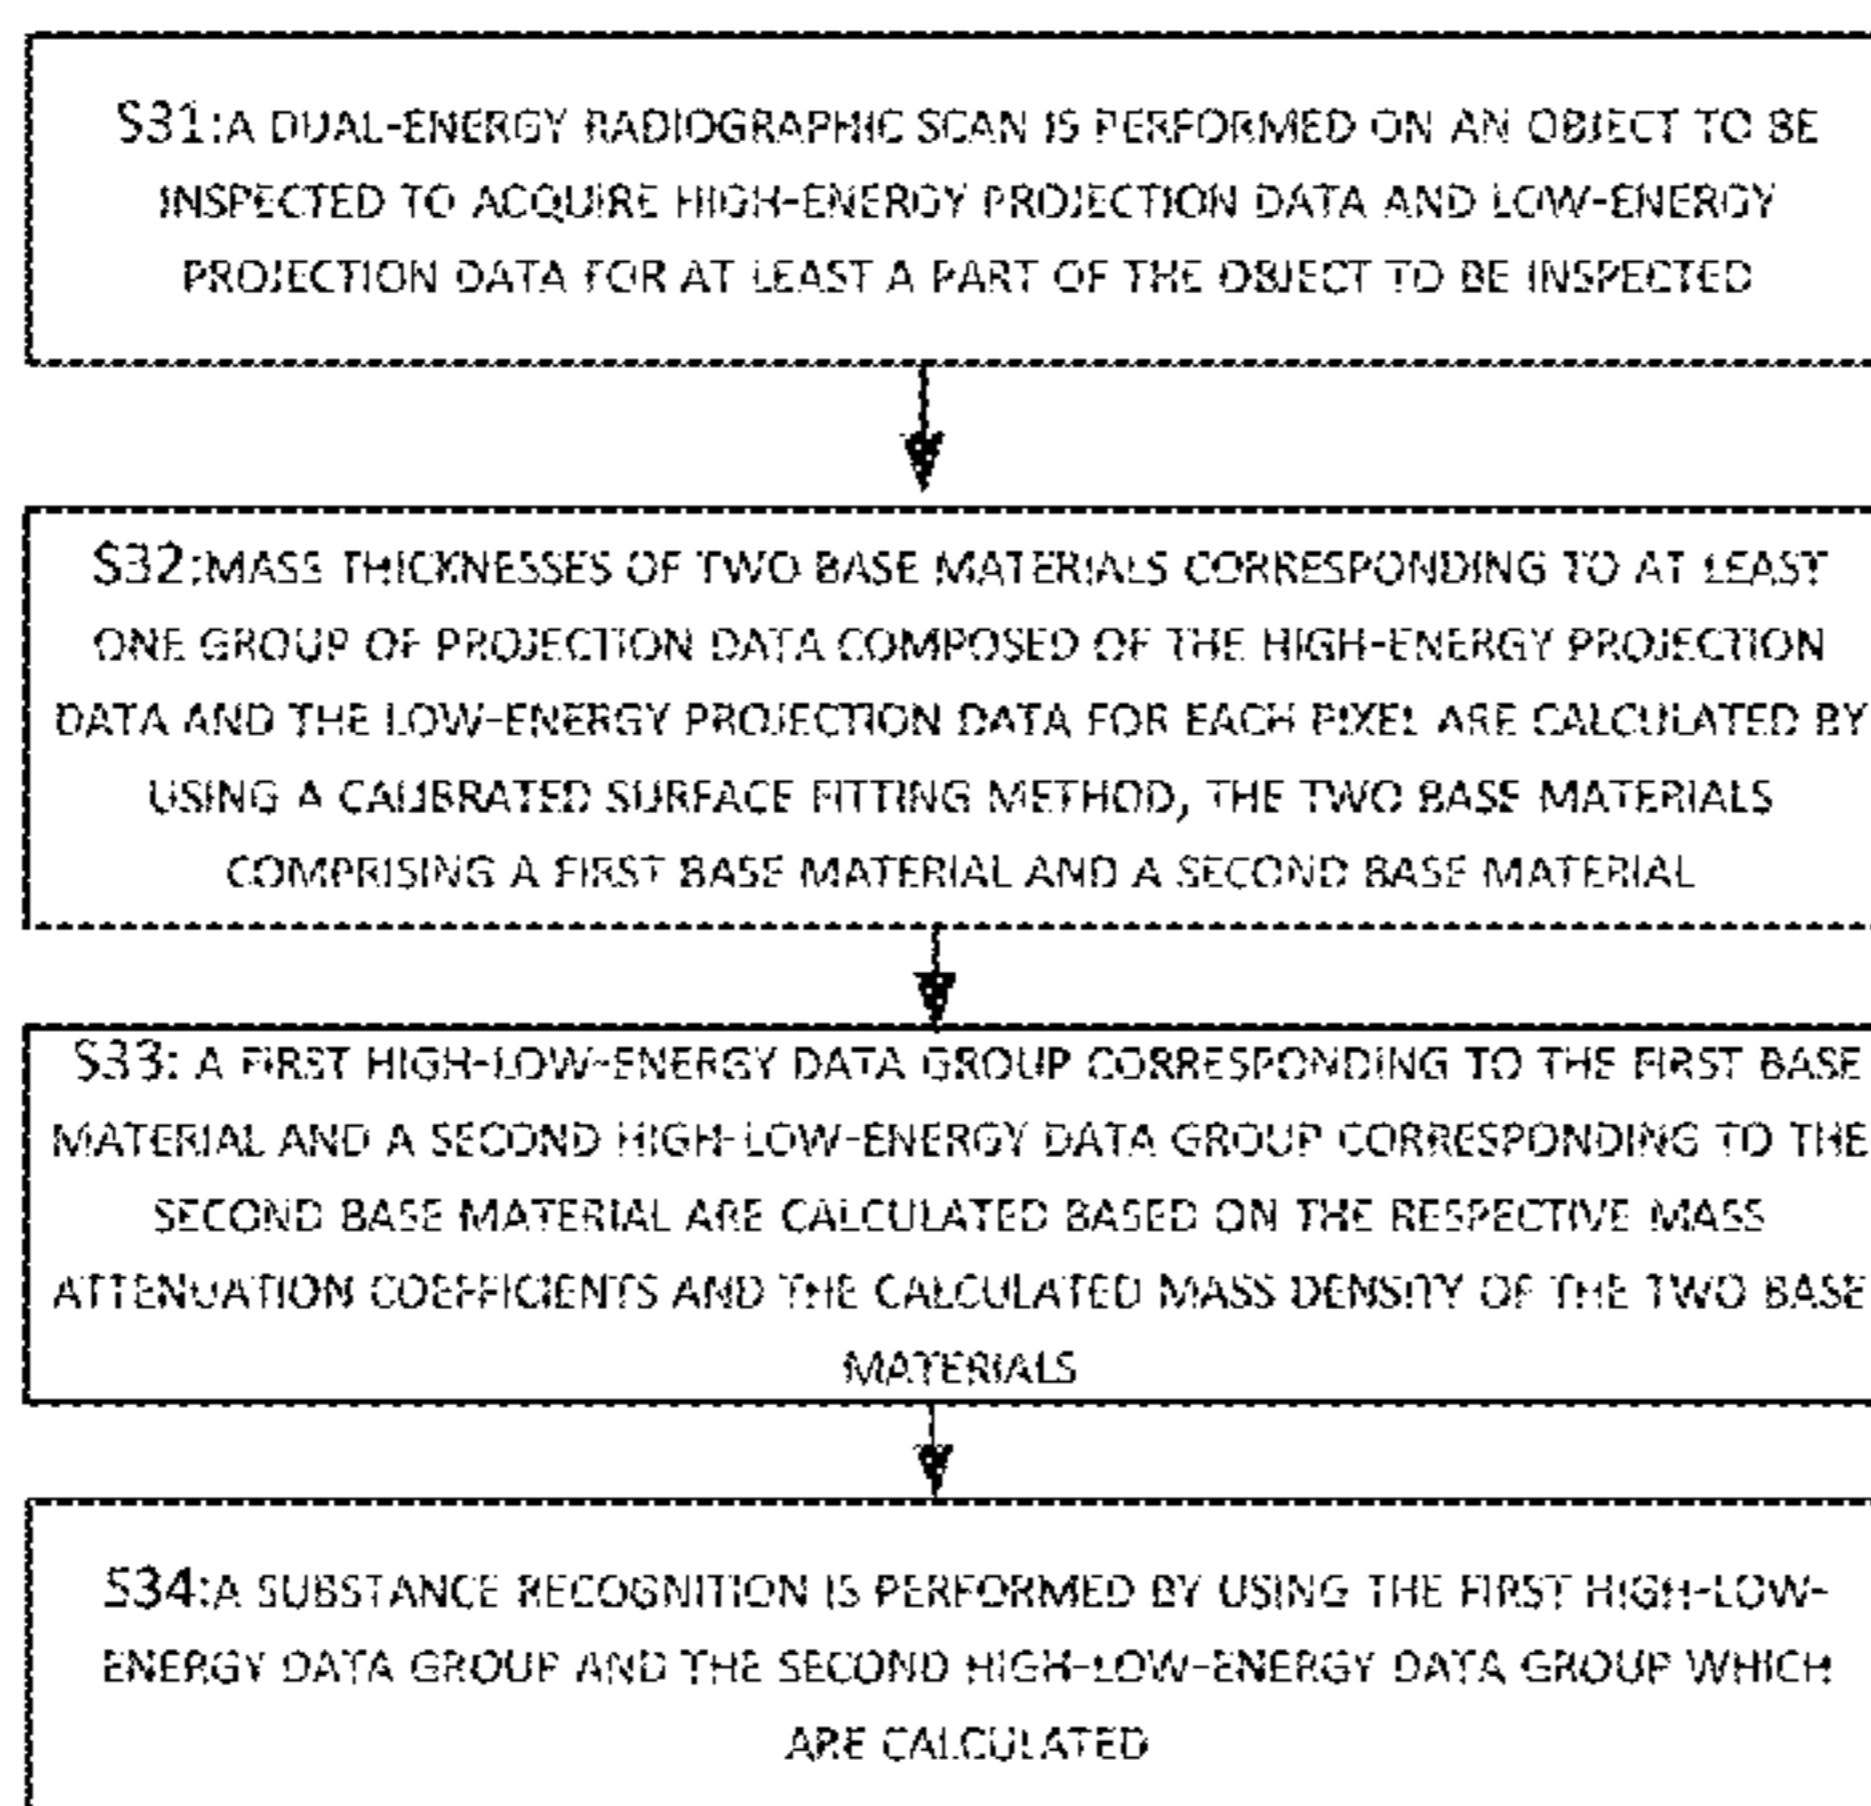 S31:A DUAL-ENERGY RADIOGRAPHIC SCAN IS PERFORMED ON AN OBJECT TO BE
INSPECTED TO ACQUIRE HIGH-ENERGY PROJECTION DATA AND LOW-ENERGY
PROJECTION DATA FOR AT LEAST A PART OF THE OBJECT TO BE INSPECTED
S32:MASS THICKNESSES OF TWO BASE MATERIALS CORRESPONDING TO AT LEAST
ONE GROUP OF PROJECTION DATA COMPOSED OF THE HIGH-ENERGY PROJECTION
DATA AND THE LOW-ENERGY PROJECTION DATA FOR EACH PIXEL ARE CALCULATED BY
USING A CALIBRATED SURFACE FITTING METHOD, THE TWO BASE MATERIALS
COMPRISING A FIRST BASE MATERIAL AND A SECOND BASE MATERIAL
S33: A FIRST HIGH-LOW-ENERGY DATA GROUP CORRESPONDING TO THE FIRST BASE
MATERIAL AND A SECOND HIGH-LOW-ENERGY DATA GROUP CORRESPONDING TO THE
SECOND BASE MATERIAL ARE CALCULATED BASED ON THE RESPECTIVE MASS
ATTENUATION COEFFICIENTS AND THE CALCULATED MASS DENSITY OF THE TWO BASE
MATERIALS
S34:A SUBSTANCE RECOGNITION IS PERFORMED BY USING THE FIRST HIGH-LOW-
ENERGY DATA GROUP AND THE SECOND HIGH-LOW-ENERGY DATA GROUP WHICH
ARE CALCULATED